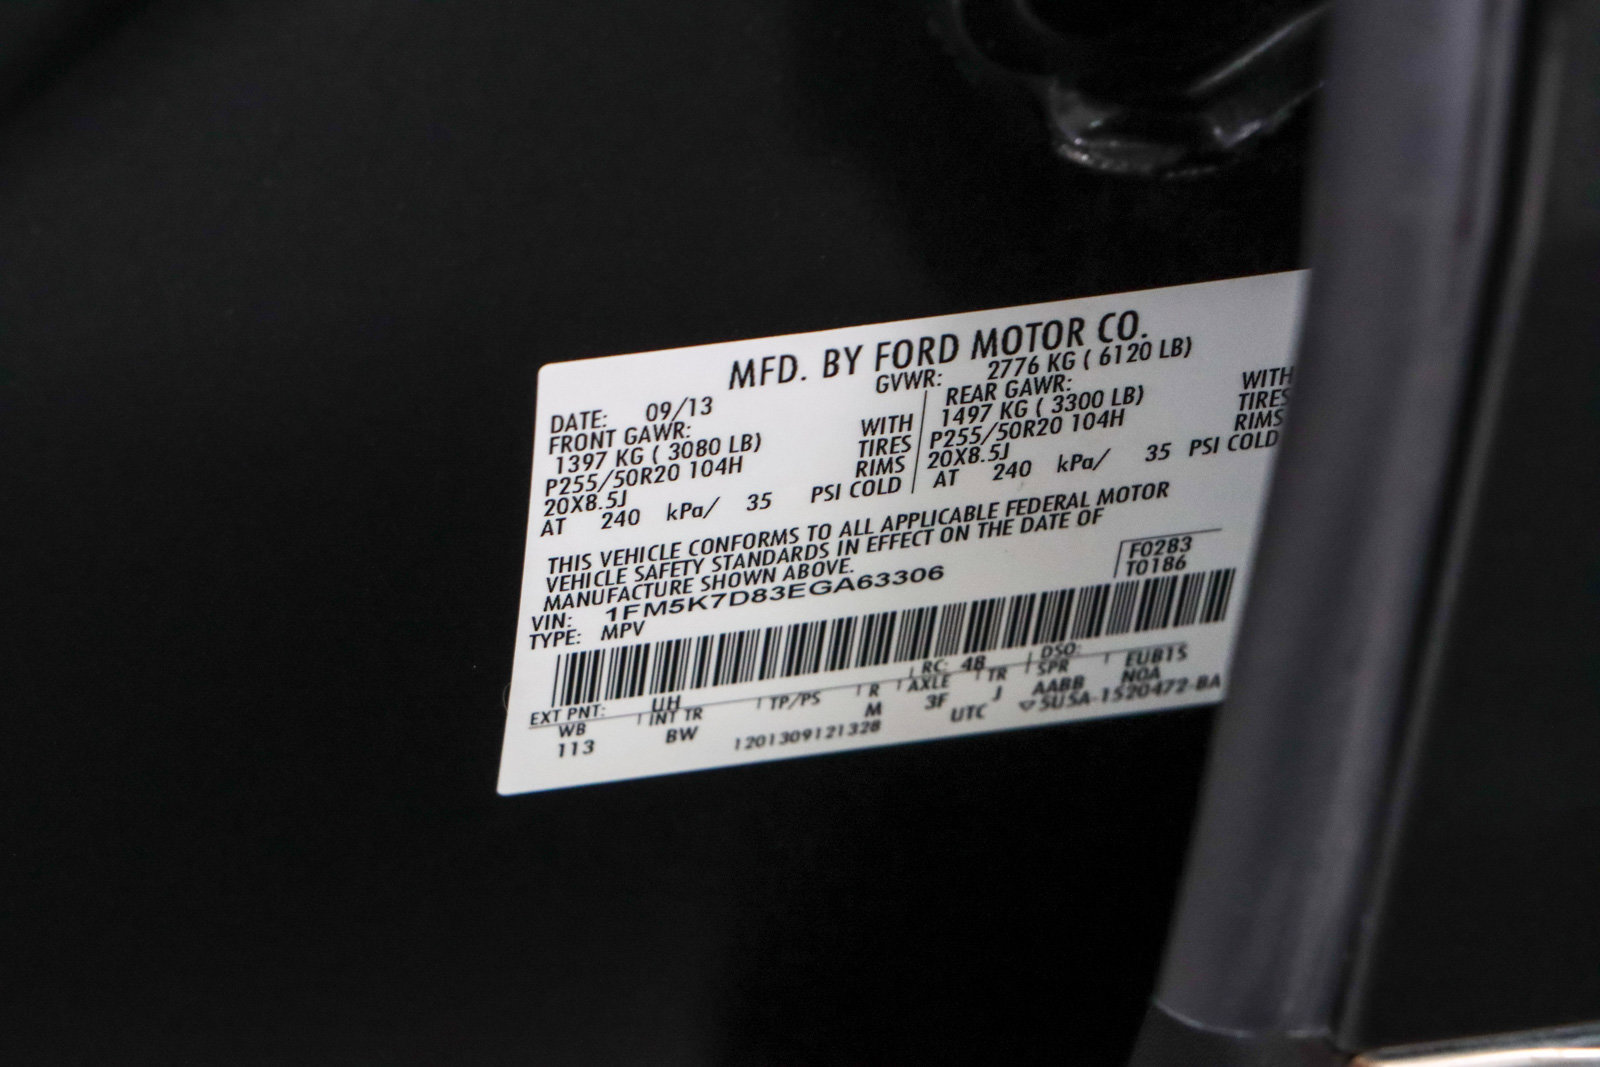 MFD. BY FORD MOTOR CO.
DATE: 09/13 GVWR: 2776 KG ( 6120 LB)
FRONT GAWR: WITH REAR GAWR: WITH
1397 KG ( 3080 LB) TIRES 1497 KG ( 3300 LB) TIRES
P255/50R20 104H RIMS P255/50R20 104H RIMS
20X8.5J PSI COLD 20X8.5J PSI COLD
AT 240 kPa/ 35 AT 240 kPa/ 35
THIS VEHICLE CONFORMS TO ALL APPLICABLE FEDERAL MOTOR
VEHICLE SAFETY STANDARDS IN EFFECT ON THE DATE OF
MANUFACTURE SHOWN ABOVE.
VIN: 1FM5K7D83EGA63306 F0283
TYPE: MPV T0186
EXT PNT: UH RC: 48 DSO:
WB INT TR TP/PS R AXLE TR SPR EUB1S
113 BW M 3F J AABB NOA
1201309121328 UTC 5U5A-1520472-BA